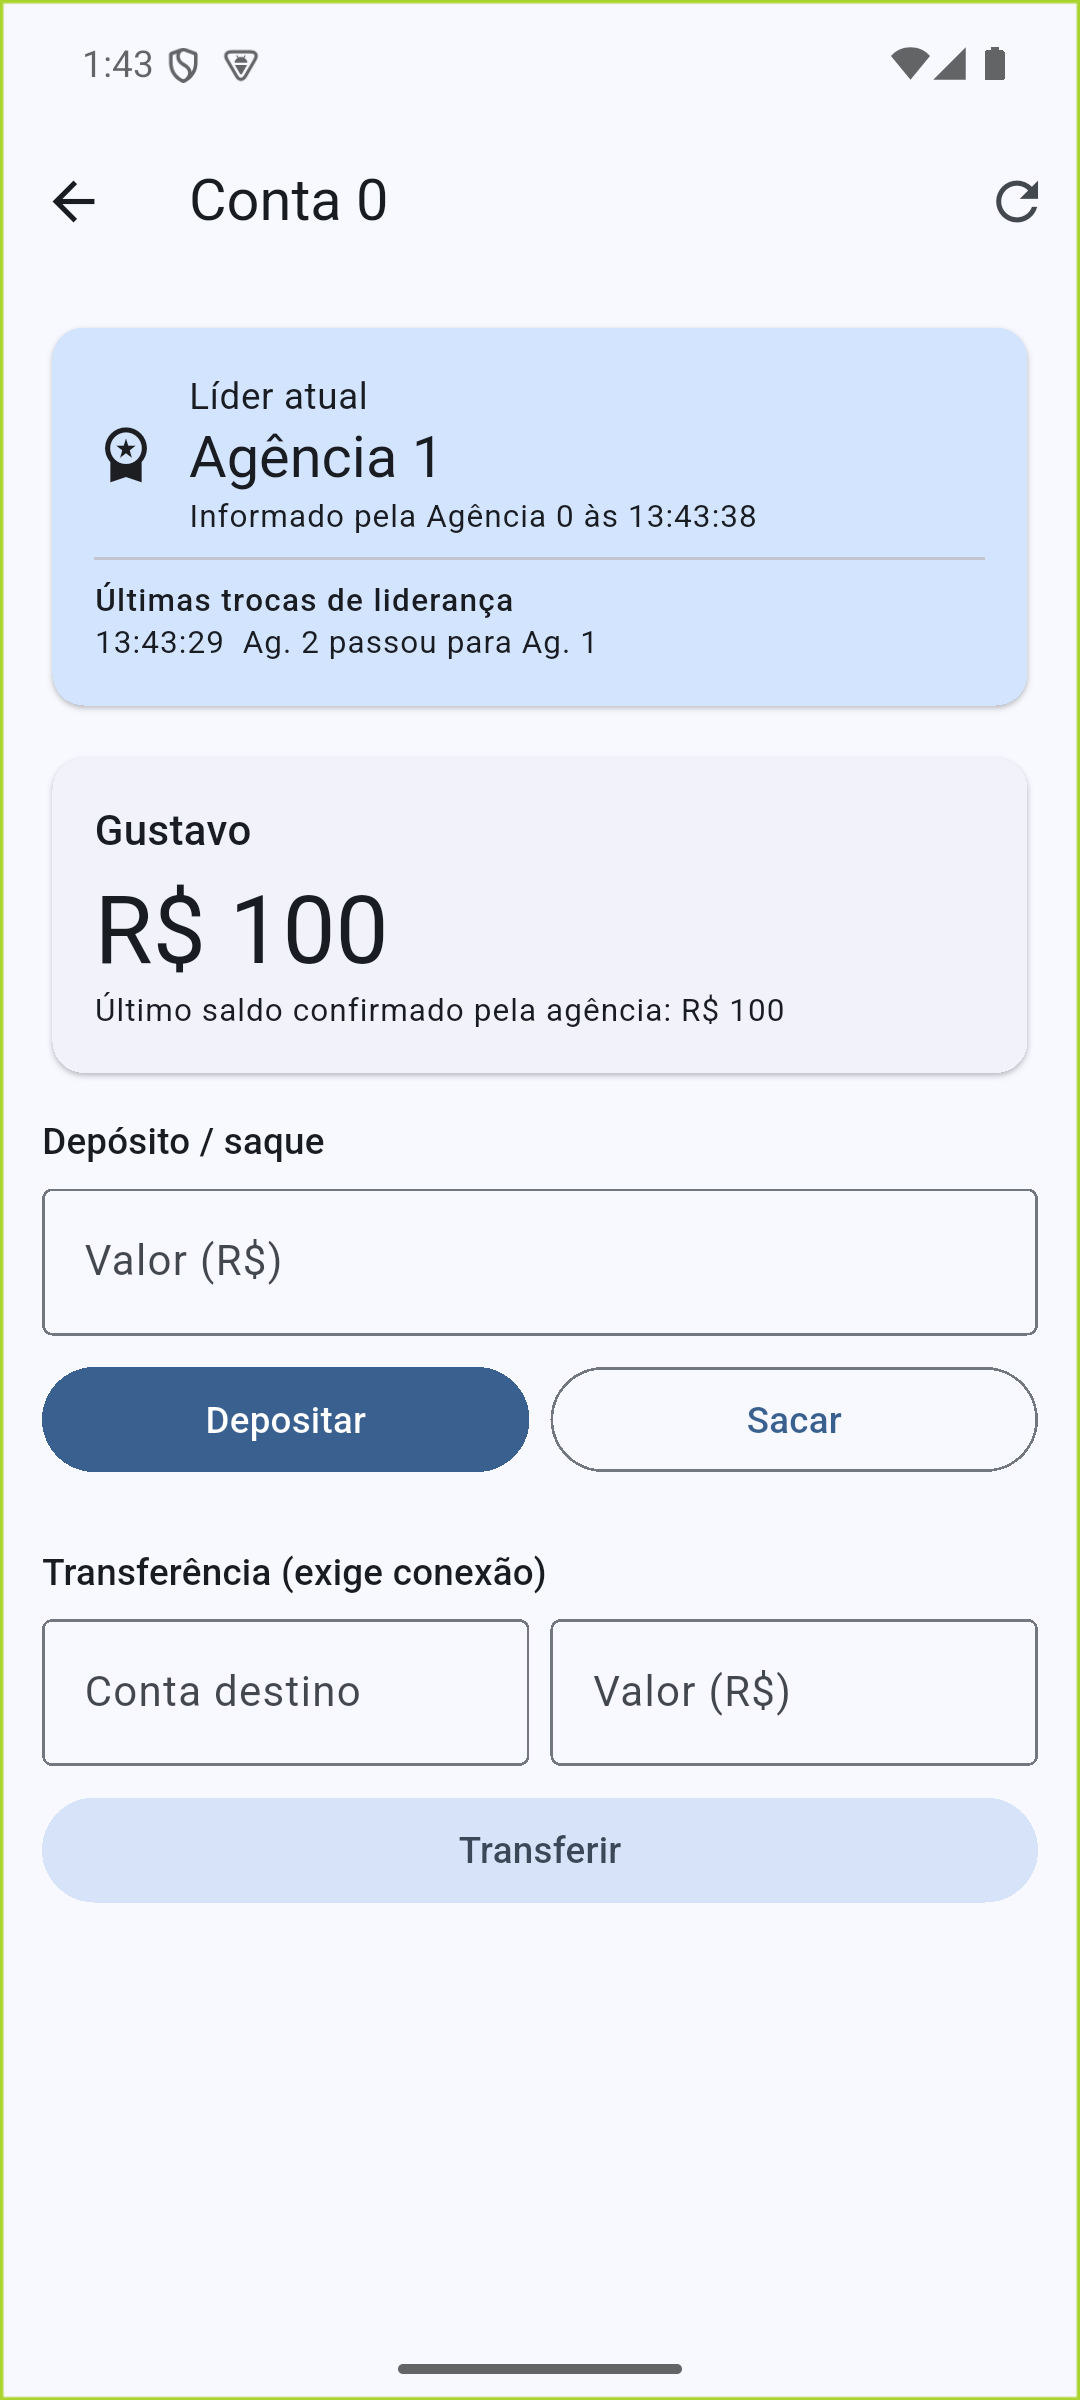 1:43
Conta 0
Líder atual
Agência 1
Informado pela Agência 0 às 13:43:38
Últimas trocas de liderança
13:43:29 Ag. 2 passou para Ag. 1
Gustavo
R$ 100
Último saldo confirmado pela agência: R$ 100
Depósito / saque
Valor (R$)
Depositar
Sacar
Transferência (exige conexão)
Conta destino
Valor (R$)
Transferir